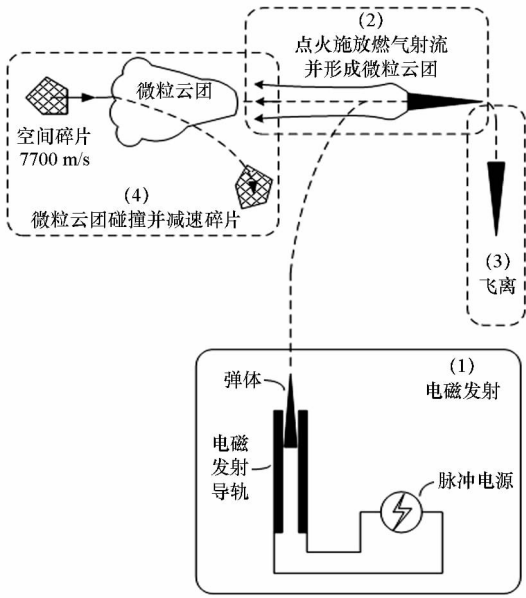 (2)
点火施放燃气射流
并形成微粒云团
微粒云团
空间碎片
7700 m/s
(4)
微粒云团碰撞并减速碎片
(3)
飞离
(1)
电磁发射
弹体
电磁
发射
导轨
脉冲电源